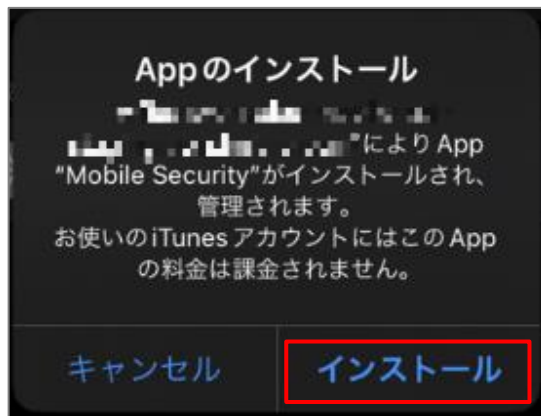 Appのインストール
"によりApp
“Mobile Security”がインストールされ、
管理されます。
お使いのiTunesアカウントにはこのApp
の料金は課金されません。
キャンセル
インストール